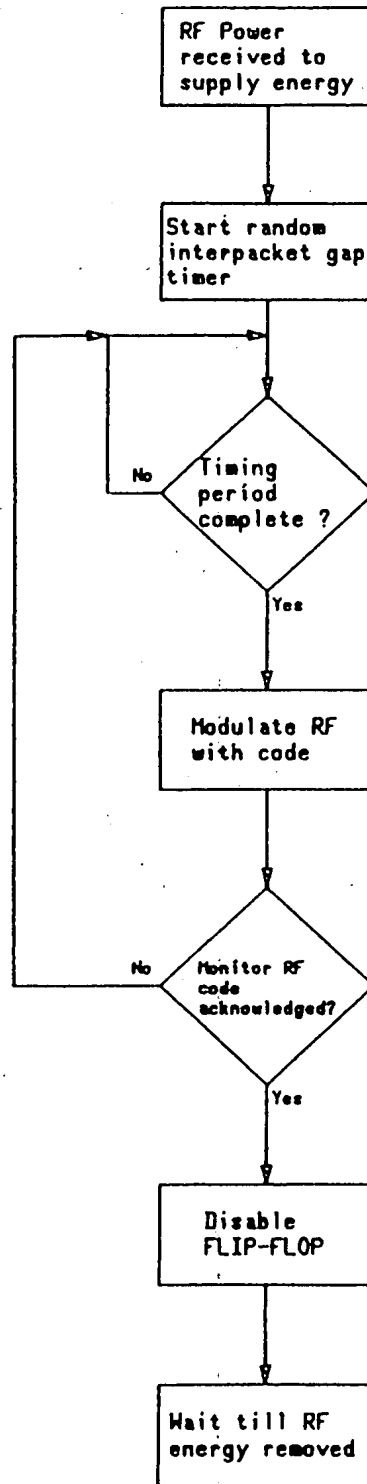 RF Power
received to
supply energy
Start random
interpacket gap
timer
No
Timing
period
complete ?
Yes
Modulate RF
with code
No
Monitor RF
code
acknowledged?
Yes
Disable
FLIP-FLOP
Wait till RF
energy removed